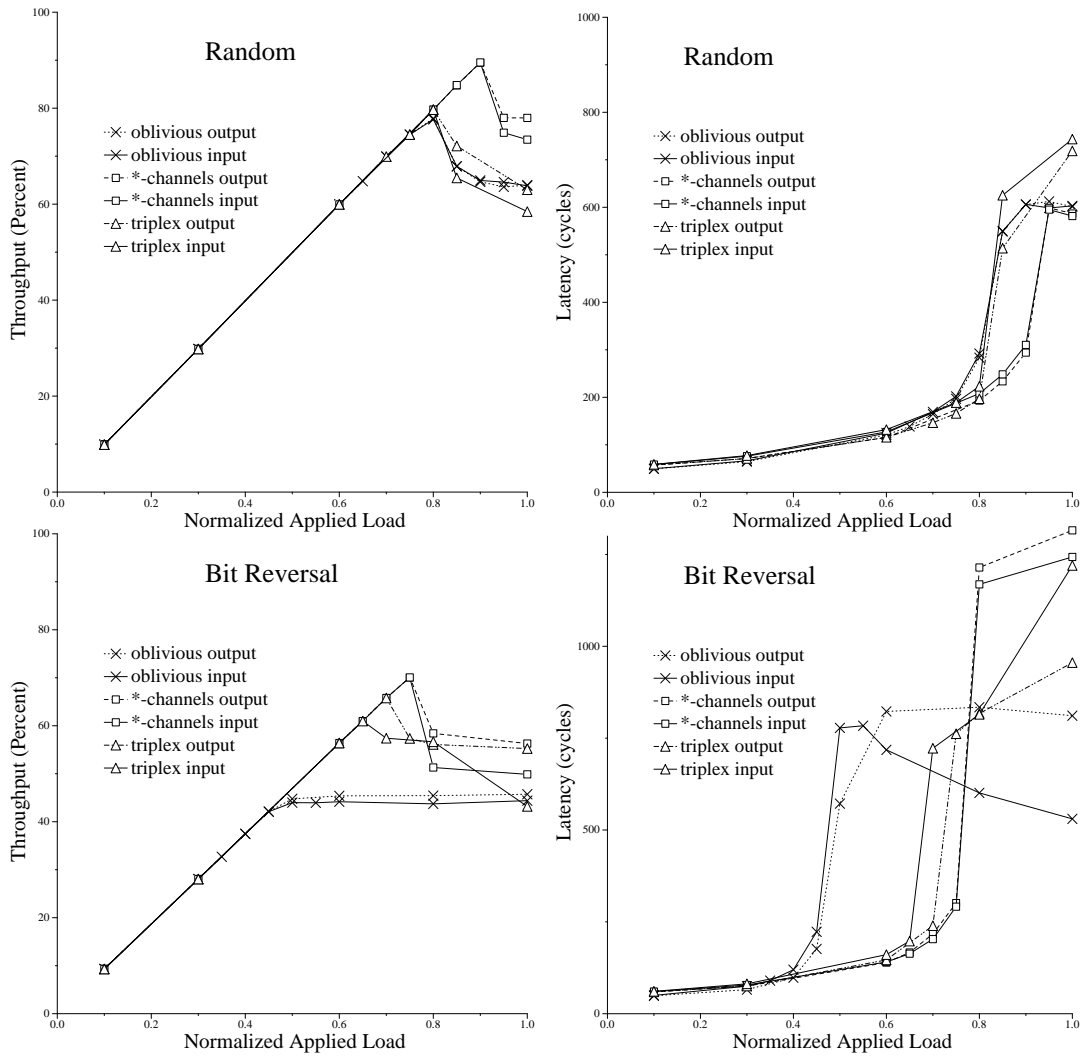 100
80
60
40
20
0
0.0 0.2 0.4 0.6 0.8 1.0
Throughput (Percent)
Normalized Applied Load
Random
oblivious output
oblivious input
*-channels output
*-channels input
triplex output
triplex input
1000
800
600
400
200
0
0.0 0.2 0.4 0.6 0.8 1.0
Latency (cycles)
Normalized Applied Load
Random
oblivious output
oblivious input
*-channels output
*-channels input
triplex output
triplex input
100
80
60
40
20
0
0.0 0.2 0.4 0.6 0.8 1.0
Throughput (Percent)
Normalized Applied Load
Bit Reversal
oblivious output
oblivious input
*-channels output
*-channels input
triplex output
triplex input
1000
500
250
0
0.0 0.2 0.4 0.6 0.8 1.0
Latency (cycles)
Normalized Applied Load
Bit Reversal
oblivious output
oblivious input
*-channels output
*-channels input
triplex output
triplex input